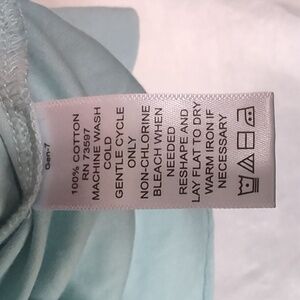 Gen-7
100% COTTON
RN 73597
MACHINE WASH
COLD
GENTLE CYCLE
ONLY
NON-CHLORINE
BLEACH WHEN
NEEDED
RESHAPE AND
LAY FLAT TO DRY
WARM IRON IF
NECESSARY